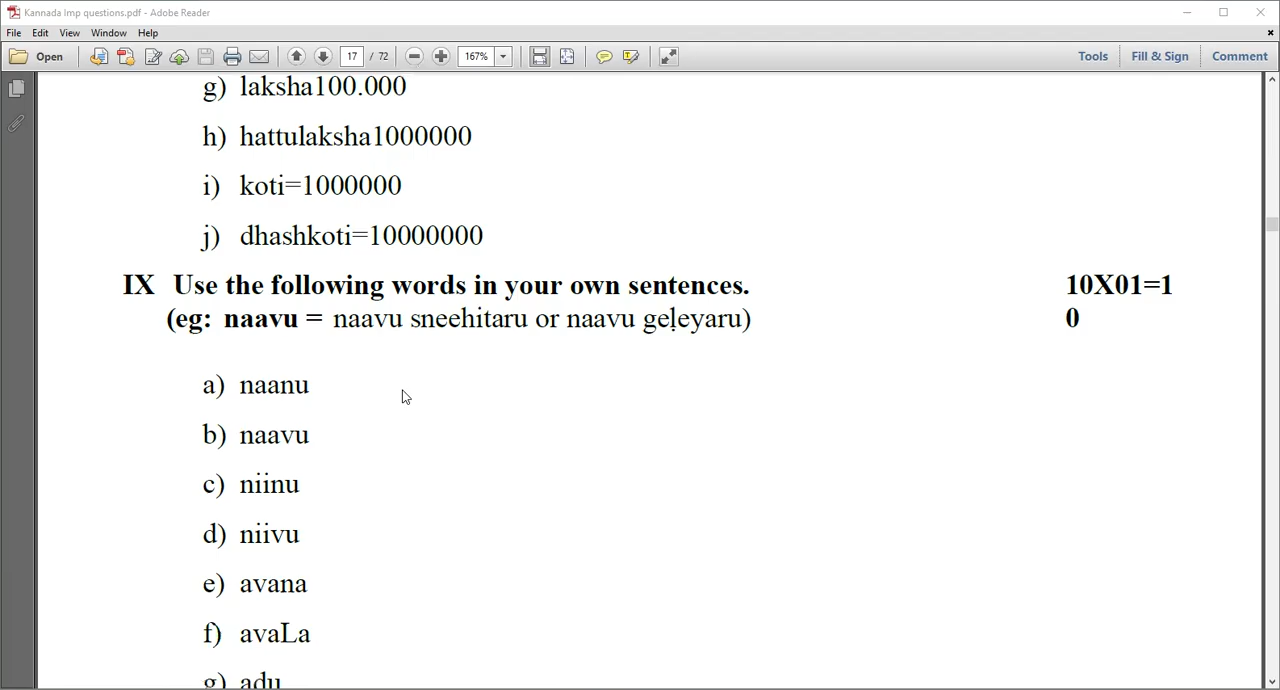 Kannada Imp questions.pdf - Adobe Reader
File Edit View Window Help
Open 17 / 72 167% Tools Fill & Sign Comment
g) laksha100.000
h) hattulaksha1000000
i) koti=1000000
j) dhashkoti=10000000
IX Use the following words in your own sentences. 10X01=1
(eg: naavu = naavu sneehitaru or naavu geḷeyaru) 0
a) naanu
b) naavu
c) niinu
d) niivu
e) avana
f) avaLa
g) adu